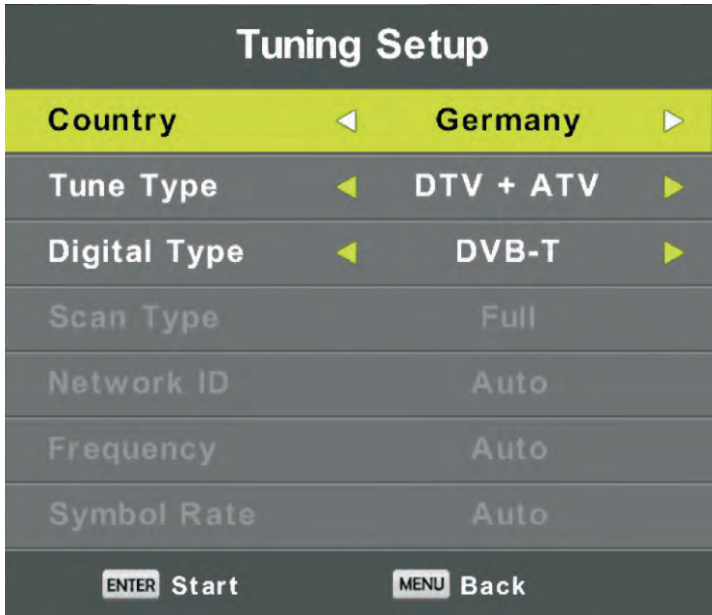 Tuning Setup
Country Germany
Tune Type DTV + ATV
Digital Type DVB-T
Scan Type Full
Network ID Auto
Frequency Auto
Symbol Rate Auto
ENTER Start MENU Back